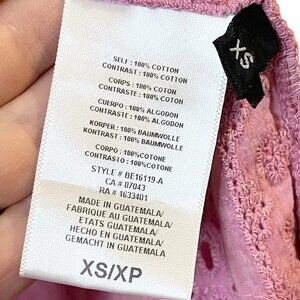 SELF : 100% COTTON
CONTRAST : 100% COTTON
CORPS : 100% COTON
CONTRASTE : 100% COTON
CUERPO : 100% ALGODON
CONTRASTE : 100% ALGODON
KORPER : 100% BAUMWOLLE
KONTRAST : 100% BAUMWOLLE
CORPO : 100%COTONE
CONTRASTO : 100%COTONE
STYLE # BE16119-A
CA # 07043
RA # 1633401
MADE IN GUATEMALA/
FABRIQUE AU GUATEMALA/
ETATS GUATEMALA/
HECHO EN GUATEMALA/
GEMACHT IN GUATEMALA
XS/XP
XS